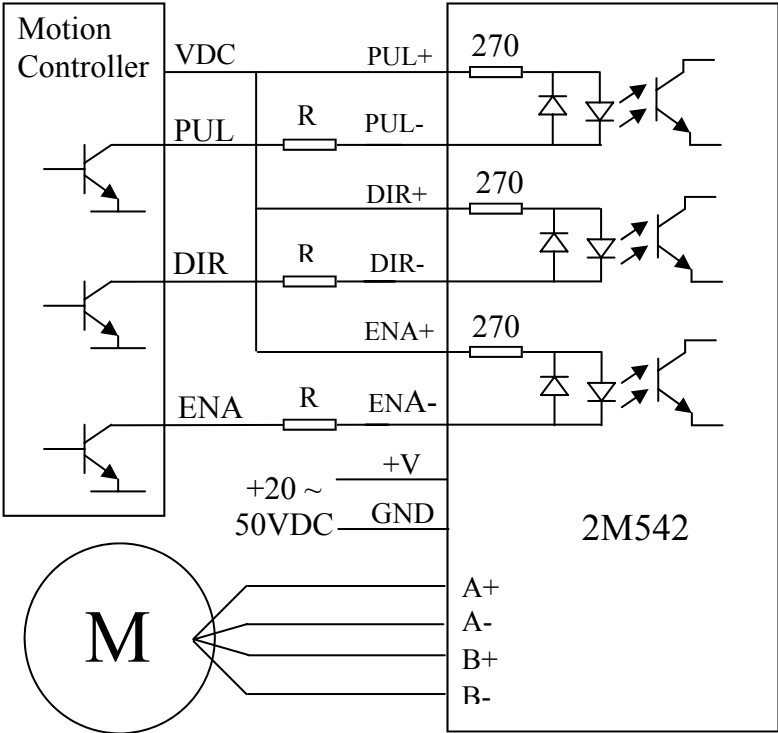 Motion
Controller
VDC
PUL+
270
PUL
R
PUL-
DIR+
270
DIR
R
DIR-
ENA+
270
ENA
R
ENA-
+V
+20 ~
50VDC
GND
2M542
M
A+
A-
B+
B-